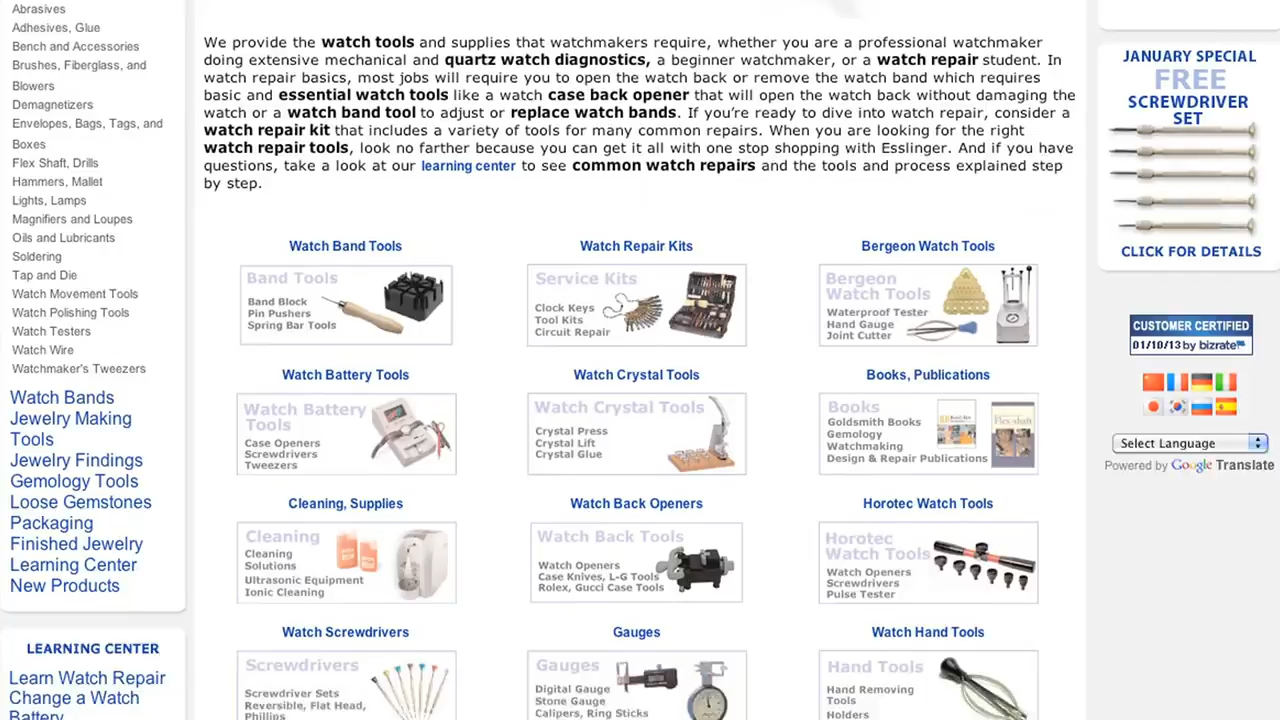 Abrasives
Adhesives, Glue
Bench and Accessories
Brushes, Fiberglass, and
Blowers
Demagnetizers
Envelopes, Bags, Tags, and
Boxes
Flex Shaft, Drills
Hammers, Mallet
Lights, Lamps
Magnifiers and Loupes
Oils and Lubricants
Soldering
Tap and Die
Watch Movement Tools
Watch Polishing Tools
Watch Testers
Watch Wire
Watchmaker's Tweezers
Watch Bands
Jewelry Making
Tools
Jewelry Findings
Gemology Tools
Loose Gemstones
Packaging
Finished Jewelry
Learning Center
New Products
LEARNING CENTER
Learn Watch Repair
Change a Watch
Battery
We provide the watch tools and supplies that watchmakers require, whether you are a professional watchmaker
doing extensive mechanical and quartz watch diagnostics, a beginner watchmaker, or a watch repair student. In
watch repair basics, most jobs will require you to open the watch back or remove the watch band which requires
basic and essential watch tools like a watch case back opener that will open the watch back without damaging the
watch or a watch band tool to adjust or replace watch bands. If you're ready to dive into watch repair, consider a
watch repair kit that includes a variety of tools for many common repairs. When you are looking for the right
watch repair tools, look no farther because you can get it all with one stop shopping with Esslinger. And if you have
questions, take a look at our learning center to see common watch repairs and the tools and process explained step
by step.
Watch Band Tools
Band Tools
Band Block
Pin Pushers
Spring Bar Tools
Watch Repair Kits
Service Kits
Clock Keys
Tool Kits
Circuit Repair
Bergeon Watch Tools
Bergeon
Watch Tools
Waterproof Tester
Hand Gauge
Joint Cutter
Watch Battery Tools
Watch Battery
Tools
Case Openers
Screwdrivers
Tweezers
Watch Crystal Tools
Watch Crystal Tools
Crystal Press
Crystal Lift
Crystal Glue
Books, Publications
Books
Goldsmith Books
Gemology
Watchmaking
Design & Repair Publications
Cleaning, Supplies
Cleaning
Cleaning
Solutions
Ultrasonic Equipment
Ionic Cleaning
Watch Back Openers
Watch Back Tools
Watch Openers
Case Knives, L-G Tools
Rolex, Gucci Case Tools
Horotec Watch Tools
Horotec
Watch Tools
Watch Openers
Screwdrivers
Pulse Tester
Watch Screwdrivers
Screwdrivers
Screwdriver Sets
Reversible, Flat Head,
Phillips
Gauges
Gauges
Digital Gauge
Stone Gauge
Calipers, Ring Sticks
Watch Hand Tools
Hand Tools
Hand Removing
Tools
Holders
JANUARY SPECIAL
FREE
SCREWDRIVER
SET
CLICK FOR DETAILS
CUSTOMER CERTIFIED
01/10/13 by bizrate
Select Language
Powered by Google Translate